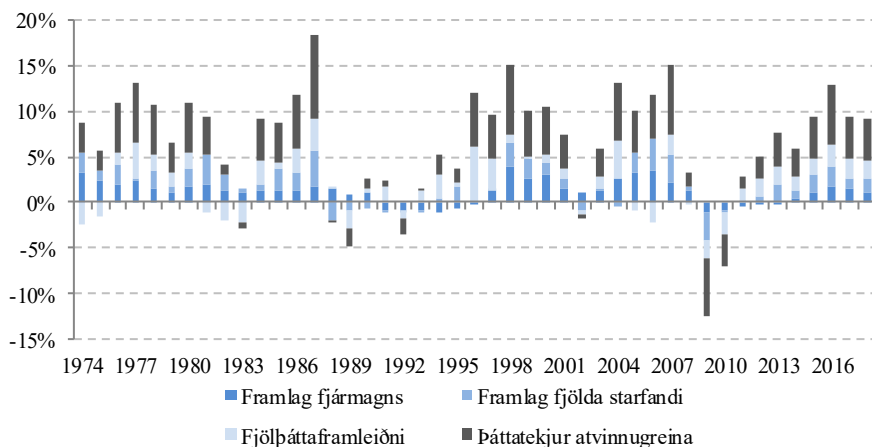 20%
15%
10%
5%
0%
-5%
-10%
-15%
1974 1977 1980 1983 1986 1989 1992 1995 1998 2001 2004 2007 2010 2013 2016
Framlag fjármagns Framlag fjölda starfandi
Fjölþáttaframleiðni Þáttatekjur atvinnugreina